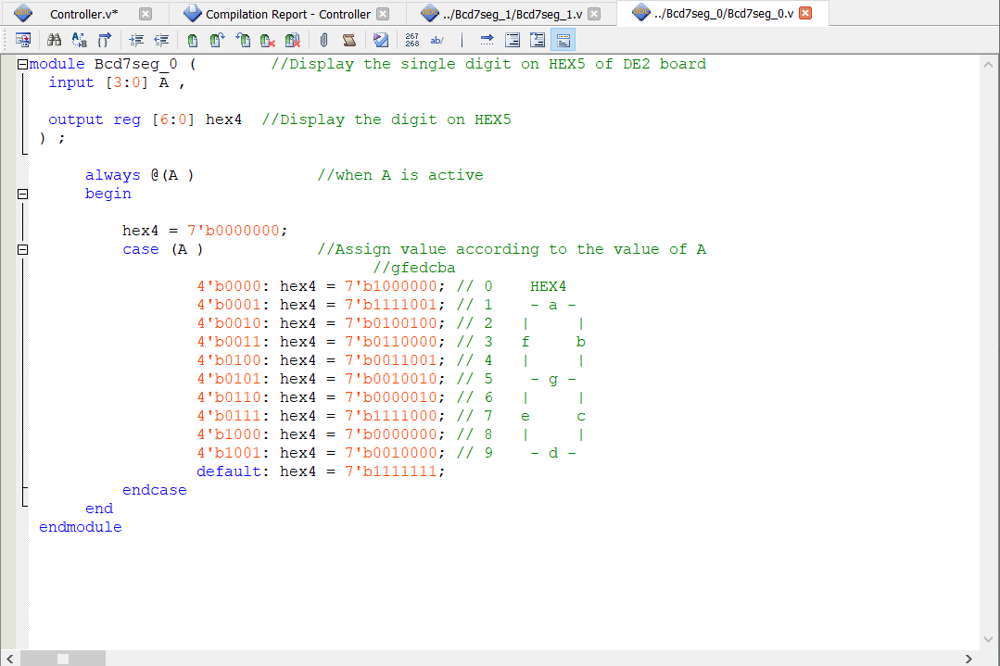 Controller.v* Compilation Report - Controller ../Bcd7seg_1/Bcd7seg_1.v ../Bcd7seg_0/Bcd7seg_0.v
267 268 ab/
module Bcd7seg_0 ( //Display the single digit on HEX5 of DE2 board
input [3:0] A ,
output reg [6:0] hex4 //Display the digit on HEX5
) ;
always @(A ) //when A is active
begin
hex4 = 7'b0000000;
case (A ) //Assign value according to the value of A
//gfedcba
4'b0000: hex4 = 7'b1000000; // 0 HEX4
4'b0001: hex4 = 7'b1111001; // 1 - a -
4'b0010: hex4 = 7'b0100100; // 2 | |
4'b0011: hex4 = 7'b0110000; // 3 f b
4'b0100: hex4 = 7'b0011001; // 4 | |
4'b0101: hex4 = 7'b0010010; // 5 - g -
4'b0110: hex4 = 7'b0000010; // 6 | |
4'b0111: hex4 = 7'b1111000; // 7 e c
4'b1000: hex4 = 7'b0000000; // 8 | |
4'b1001: hex4 = 7'b0010000; // 9 - d -
default: hex4 = 7'b1111111;
endcase
end
endmodule